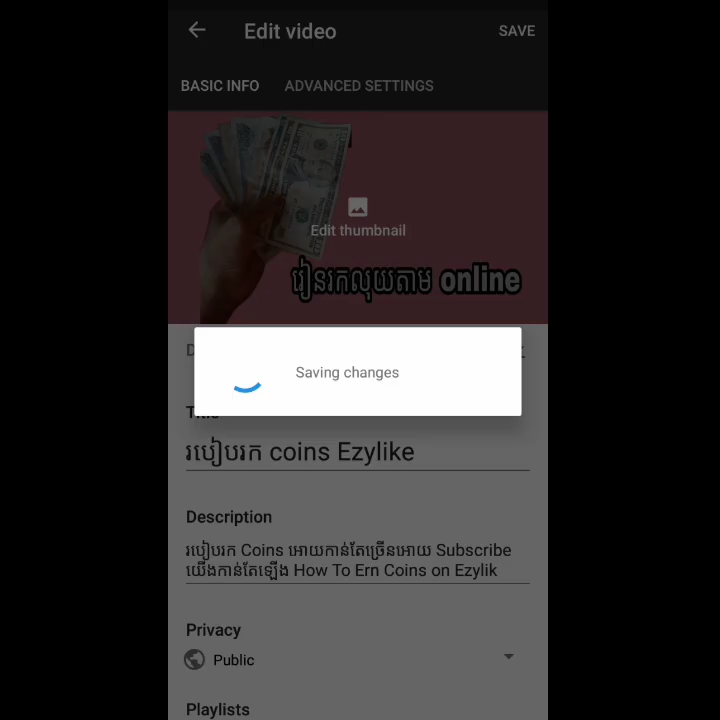 Edit video
SAVE
BASIC INFO
ADVANCED SETTINGS
Edit thumbnail
រៀនរកលុយតាម online
Saving changes
Title
របៀបរក coins Ezylike
Description
របៀបរក Coins អោយកាន់តែច្រើនអោយ Subscribe
យើងកាន់តែឡើង How To Ern Coins on Ezylik
Privacy
Public
Playlists